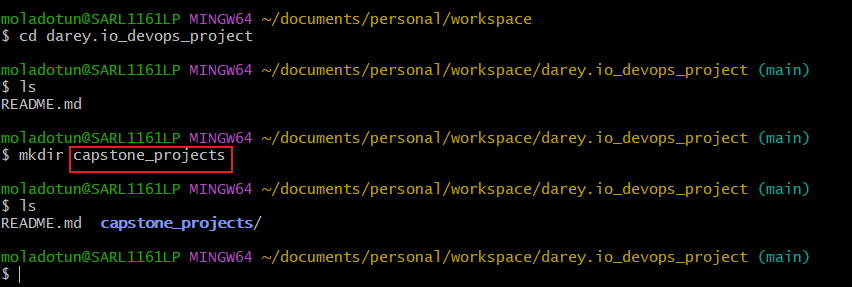 moladotun@SARL1161LP MINGW64 ~/documents/personal/workspace
$ cd darey.io_devops_project
moladotun@SARL1161LP MINGW64 ~/documents/personal/workspace/darey.io_devops_project (main)
$ ls
README.md
moladotun@SARL1161LP MINGW64 ~/documents/personal/workspace/darey.io_devops_project (main)
$ mkdir capstone_projects
moladotun@SARL1161LP MINGW64 ~/documents/personal/workspace/darey.io_devops_project (main)
$ ls
README.md  capstone_projects/
moladotun@SARL1161LP MINGW64 ~/documents/personal/workspace/darey.io_devops_project (main)
$